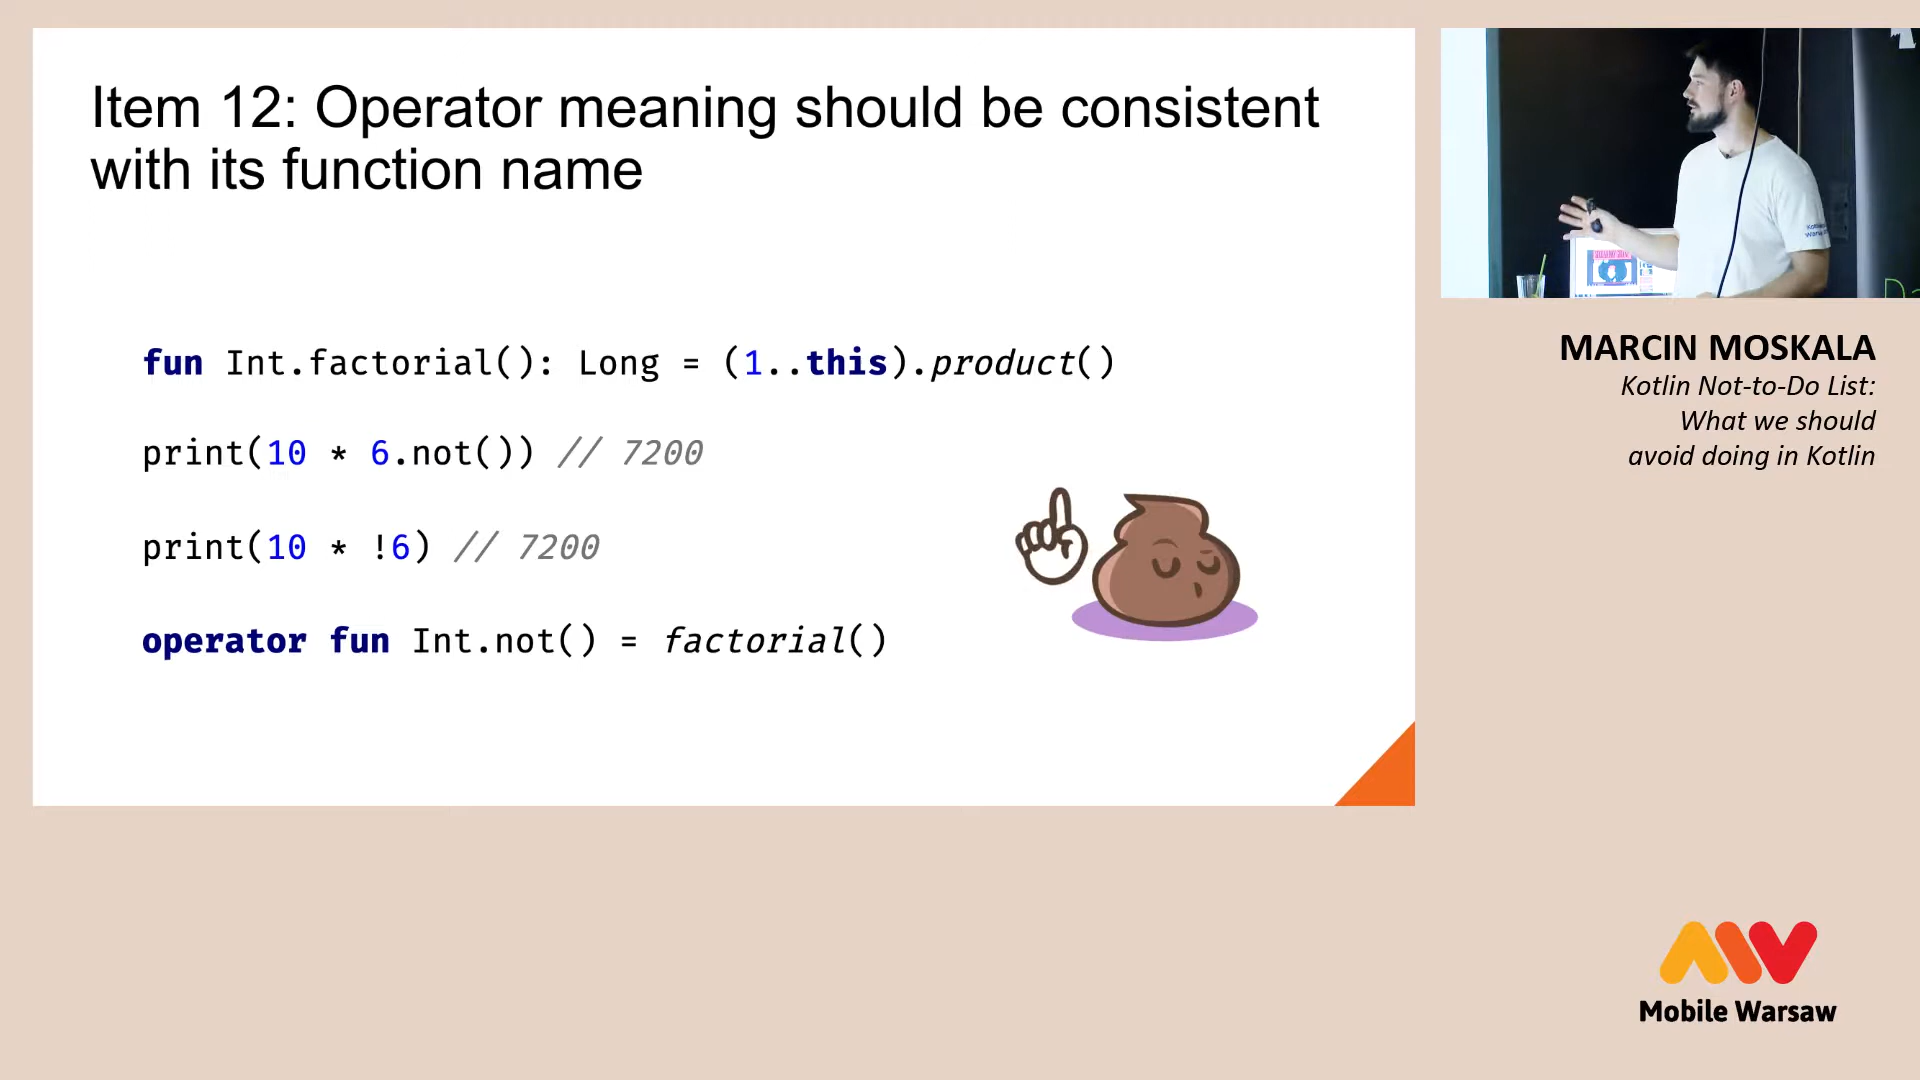 Item 12: Operator meaning should be consistent
with its function name
fun Int.factorial(): Long = (1..this).product()
print(10 * 6.not()) // 7200
print(10 * !6) // 7200
operator fun Int.not() = factorial()
MARCIN MOSKALA
Kotlin Not-to-Do List:
What we should
avoid doing in Kotlin
Mobile Warsaw